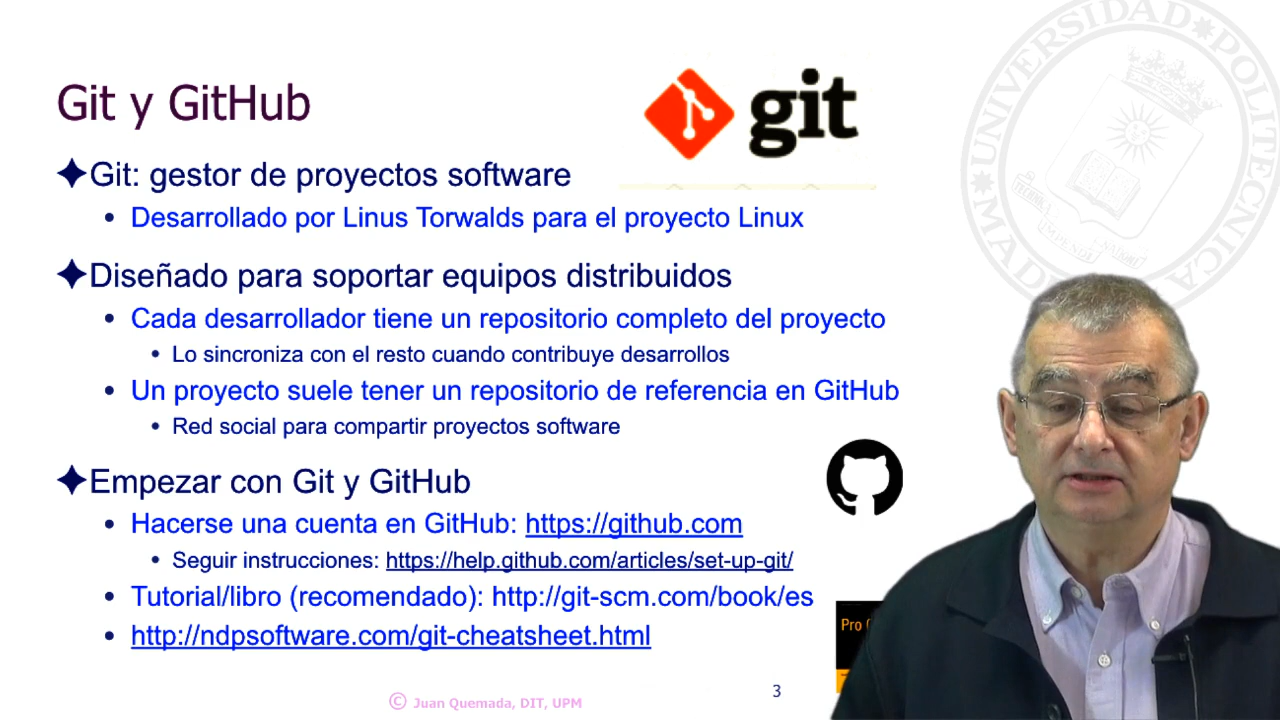 Git y GitHub
git
Git: gestor de proyectos software
Desarrollado por Linus Torwalds para el proyecto Linux
Diseñado para soportar equipos distribuidos
Cada desarrollador tiene un repositorio completo del proyecto
Lo sincroniza con el resto cuando contribuye desarrollos
Un proyecto suele tener un repositorio de referencia en GitHub
Red social para compartir proyectos software
Empezar con Git y GitHub
Hacerse una cuenta en GitHub: https://github.com
Seguir instrucciones: https://help.github.com/articles/set-up-git/
Tutorial/libro (recomendado): http://git-scm.com/book/es
http://ndpsoftware.com/git-cheatsheet.html
Pro
© Juan Quemada, DIT, UPM
3
UNIVERSIDAD POLITECNICA